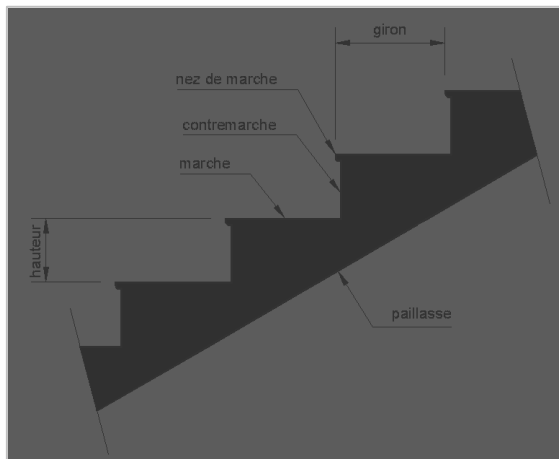 giron
nez de marche
contremarche
marche
hauteur
paillasse